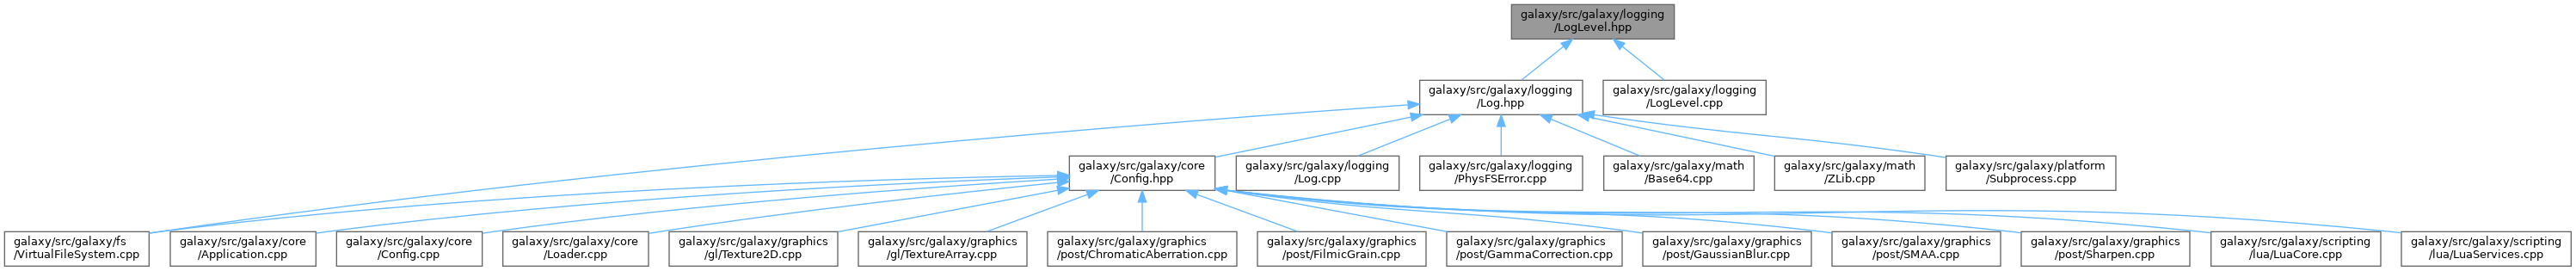 galaxy/src/galaxy/logging
/LogLevel.hpp
galaxy/src/galaxy/logging
/Log.hpp
galaxy/src/galaxy/logging
/LogLevel.cpp
galaxy/src/galaxy/core
/Config.hpp
galaxy/src/galaxy/logging
/Log.cpp
galaxy/src/galaxy/logging
/PhysFSError.cpp
galaxy/src/galaxy/math
/Base64.cpp
galaxy/src/galaxy/math
/ZLib.cpp
galaxy/src/galaxy/platform
/Subprocess.cpp
galaxy/src/galaxy/fs
/VirtualFileSystem.cpp
galaxy/src/galaxy/core
/Application.cpp
galaxy/src/galaxy/core
/Config.cpp
galaxy/src/galaxy/core
/Loader.cpp
galaxy/src/galaxy/graphics
/gl/Texture2D.cpp
galaxy/src/galaxy/graphics
/gl/TextureArray.cpp
galaxy/src/galaxy/graphics
/post/ChromaticAberration.cpp
galaxy/src/galaxy/graphics
/post/FilmicGrain.cpp
galaxy/src/galaxy/graphics
/post/GammaCorrection.cpp
galaxy/src/galaxy/graphics
/post/GaussianBlur.cpp
galaxy/src/galaxy/graphics
/post/SMAA.cpp
galaxy/src/galaxy/graphics
/post/Sharpen.cpp
galaxy/src/galaxy/scripting
/lua/LuaCore.cpp
galaxy/src/galaxy/scripting
/lua/LuaServices.cpp